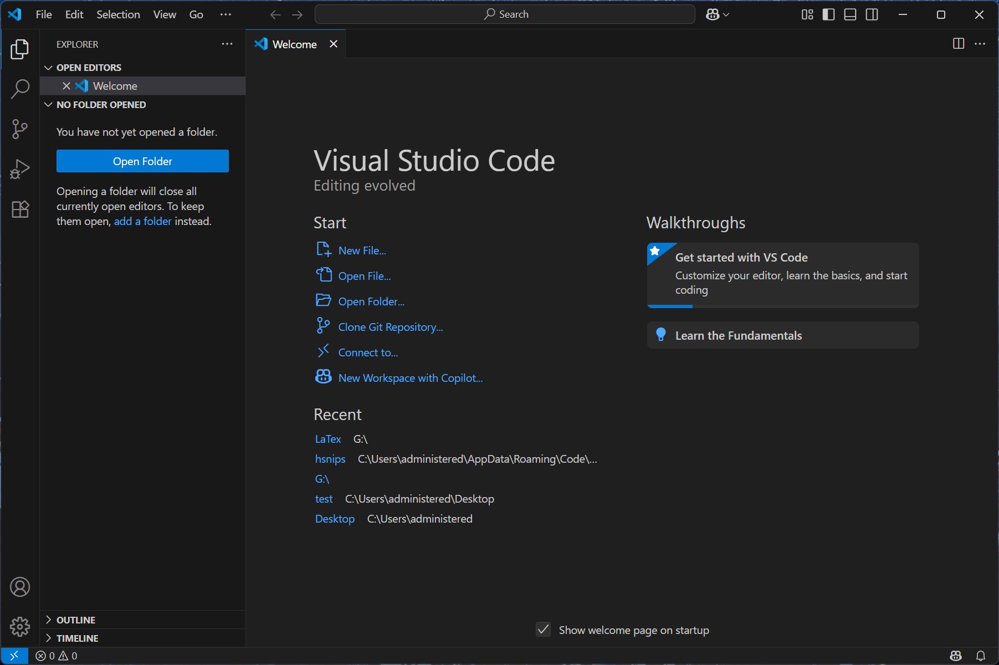 File Edit Selection View Go ···
Search
EXPLORER
OPEN EDITORS
Welcome
NO FOLDER OPENED
You have not yet opened a folder.
Open Folder
Opening a folder will close all
currently open editors. To keep
them open, add a folder instead.
OUTLINE
TIMELINE
Welcome
Visual Studio Code
Editing evolved
Start
New File...
Open File...
Open Folder...
Clone Git Repository...
Connect to...
New Workspace with Copilot...
Recent
LaTex G:\
hsnips C:\Users\administered\AppData\Roaming\Code\...
G:\
test C:\Users\administered\Desktop
Desktop C:\Users\administered
Walkthroughs
Get started with VS Code
Customize your editor, learn the basics, and start
coding
Learn the Fundamentals
Show welcome page on startup
0 0